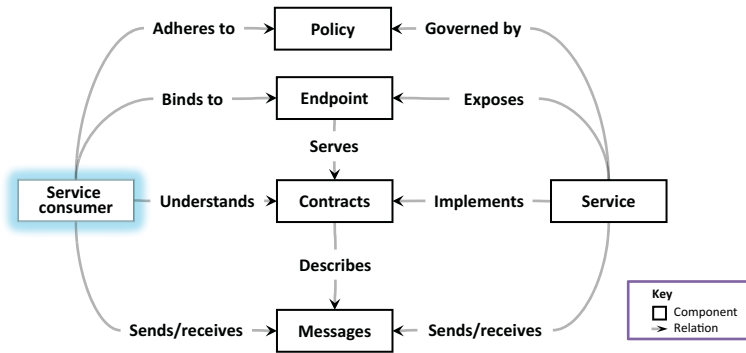 Adheres to
Policy
Governed by
Binds to
Endpoint
Exposes
Serves
Service
consumer
Understands
Contracts
Implements
Service
Describes
Sends/receives
Messages
Sends/receives
Key
Component
Relation